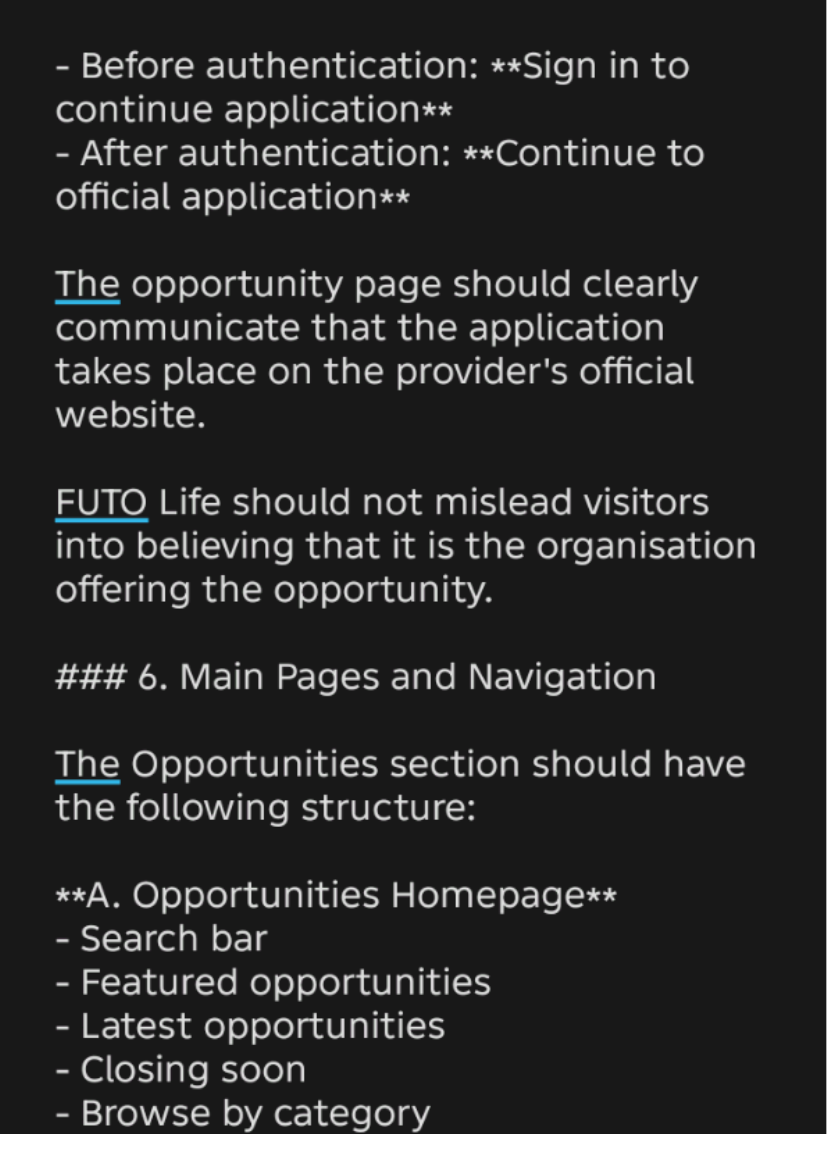 - Before authentication: **Sign in to
continue application**
- After authentication: **Continue to
official application**
The opportunity page should clearly
communicate that the application
takes place on the provider's official
website.
FUTO Life should not mislead visitors
into believing that it is the organisation
offering the opportunity.
### 6. Main Pages and Navigation
The Opportunities section should have
the following structure:
**A. Opportunities Homepage**
- Search bar
- Featured opportunities
- Latest opportunities
- Closing soon
- Browse by category